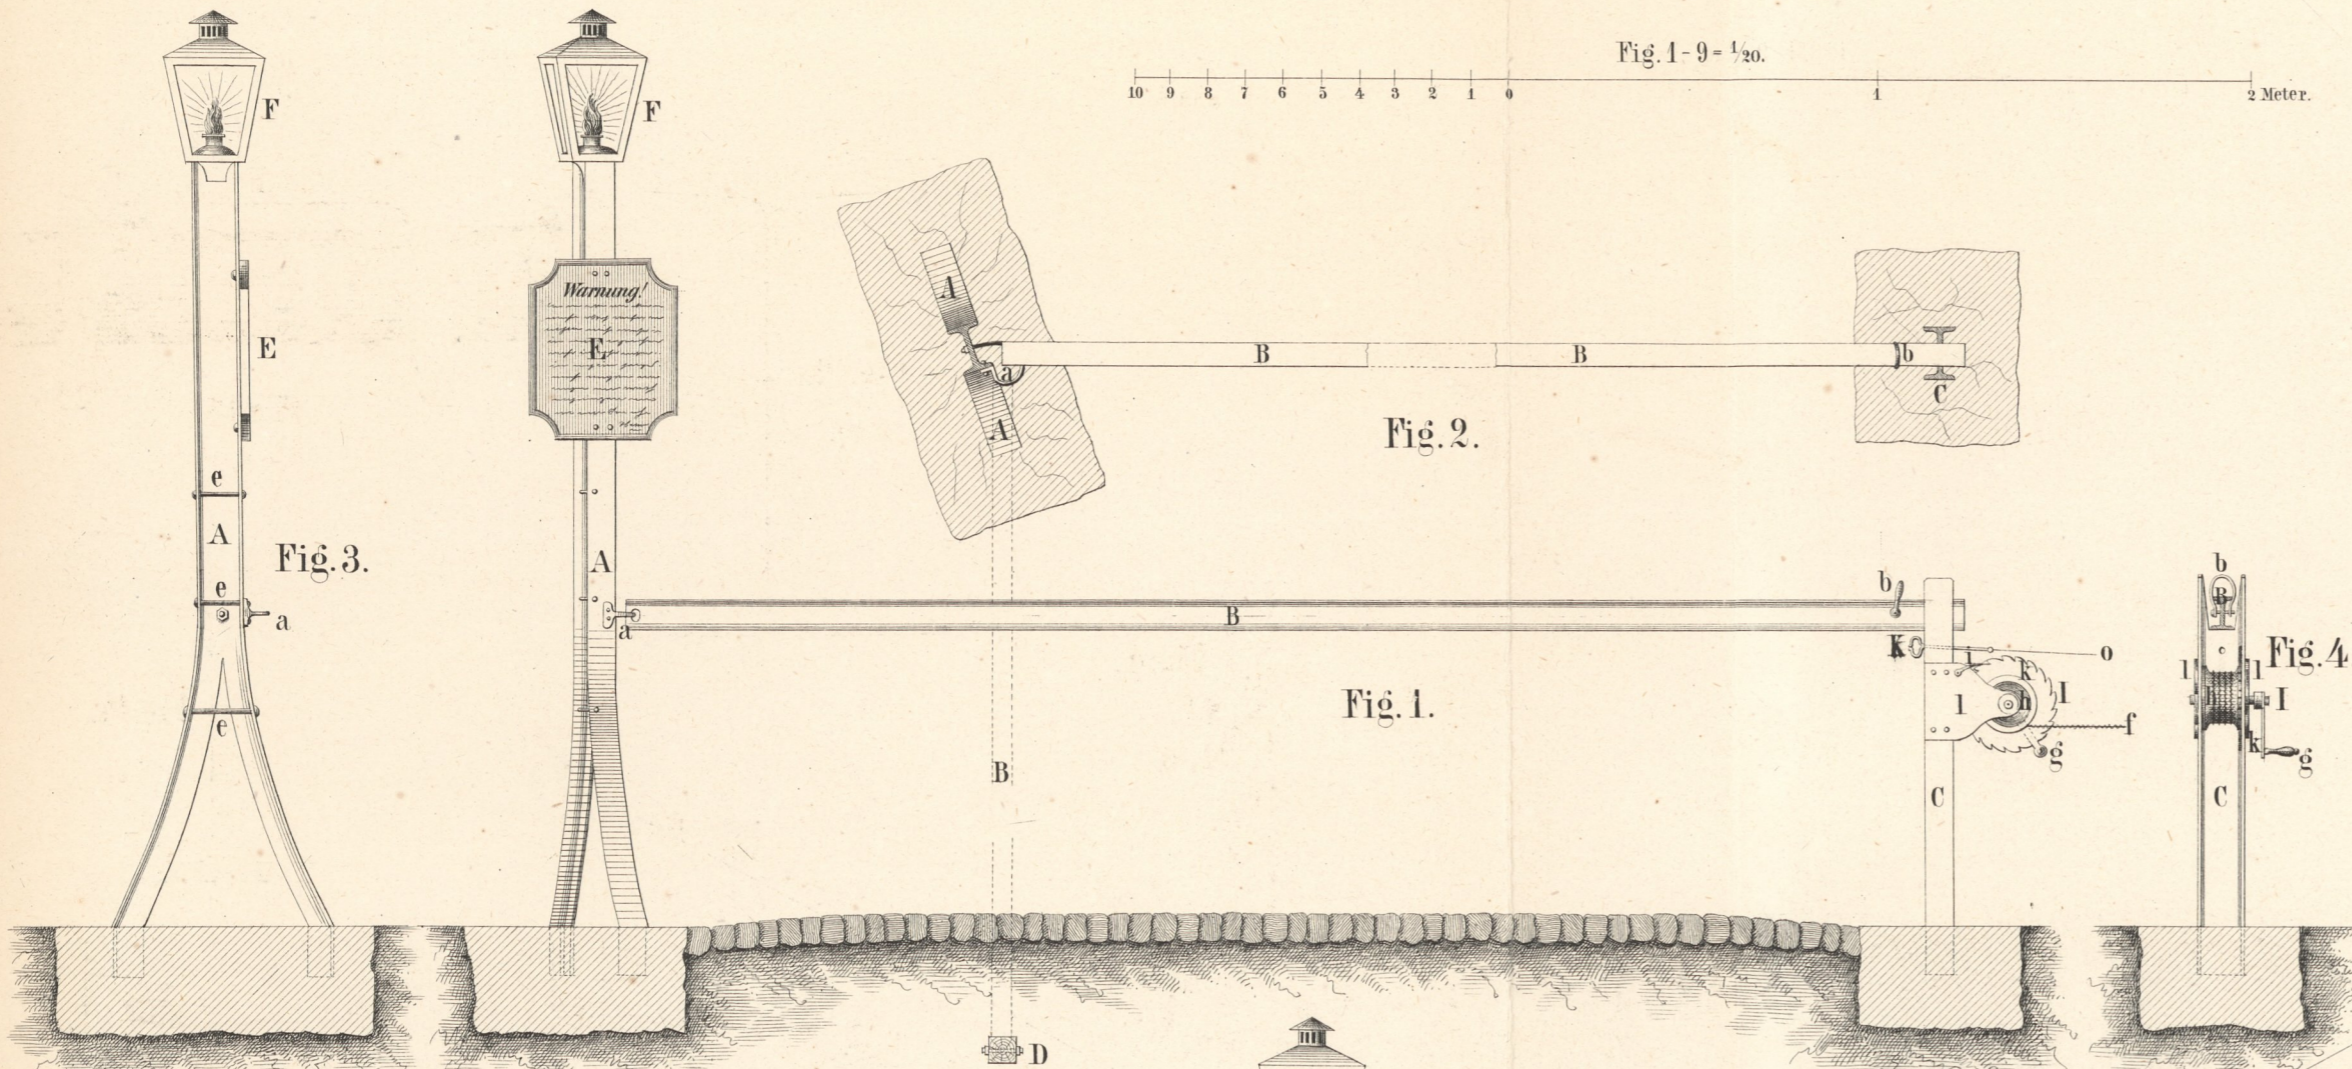 Fig. 1 - 9 = 1/20.
10 9 8 7 6 5 4 3 2 1 0 1 2 Meter.
F
F
Warnung!
E
E
A
B
B
b
a
A
C
Fig. 2.
e
A
e
Fig. 3.
a
e
A
a
B
b
K
i
o
k
l
h
I
f
g
Fig. 1.
B
C
b
B
Fig. 4
l
l
I
k
g
C
D